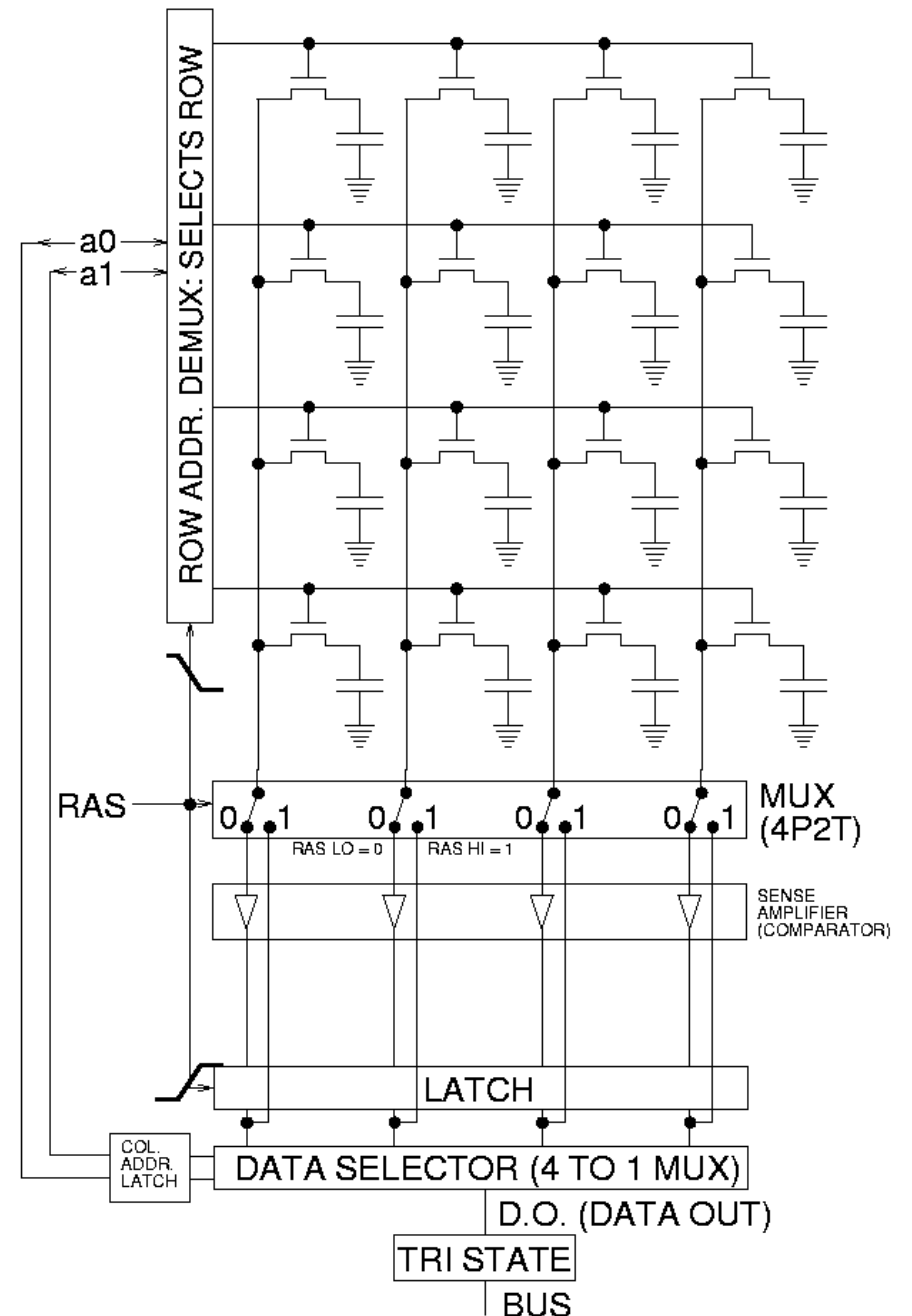 ROW ADDR. DEMUX: SELECTS ROW
a0
a1
RAS
0 1 0 1 0 1 0 1
RAS LO = 0 RAS HI = 1
MUX
(4P2T)
SENSE
AMPLIFIER
(COMPARATOR)
LATCH
COL.
ADDR.
LATCH
DATA SELECTOR (4 TO 1 MUX)
D.O. (DATA OUT)
TRI STATE
BUS